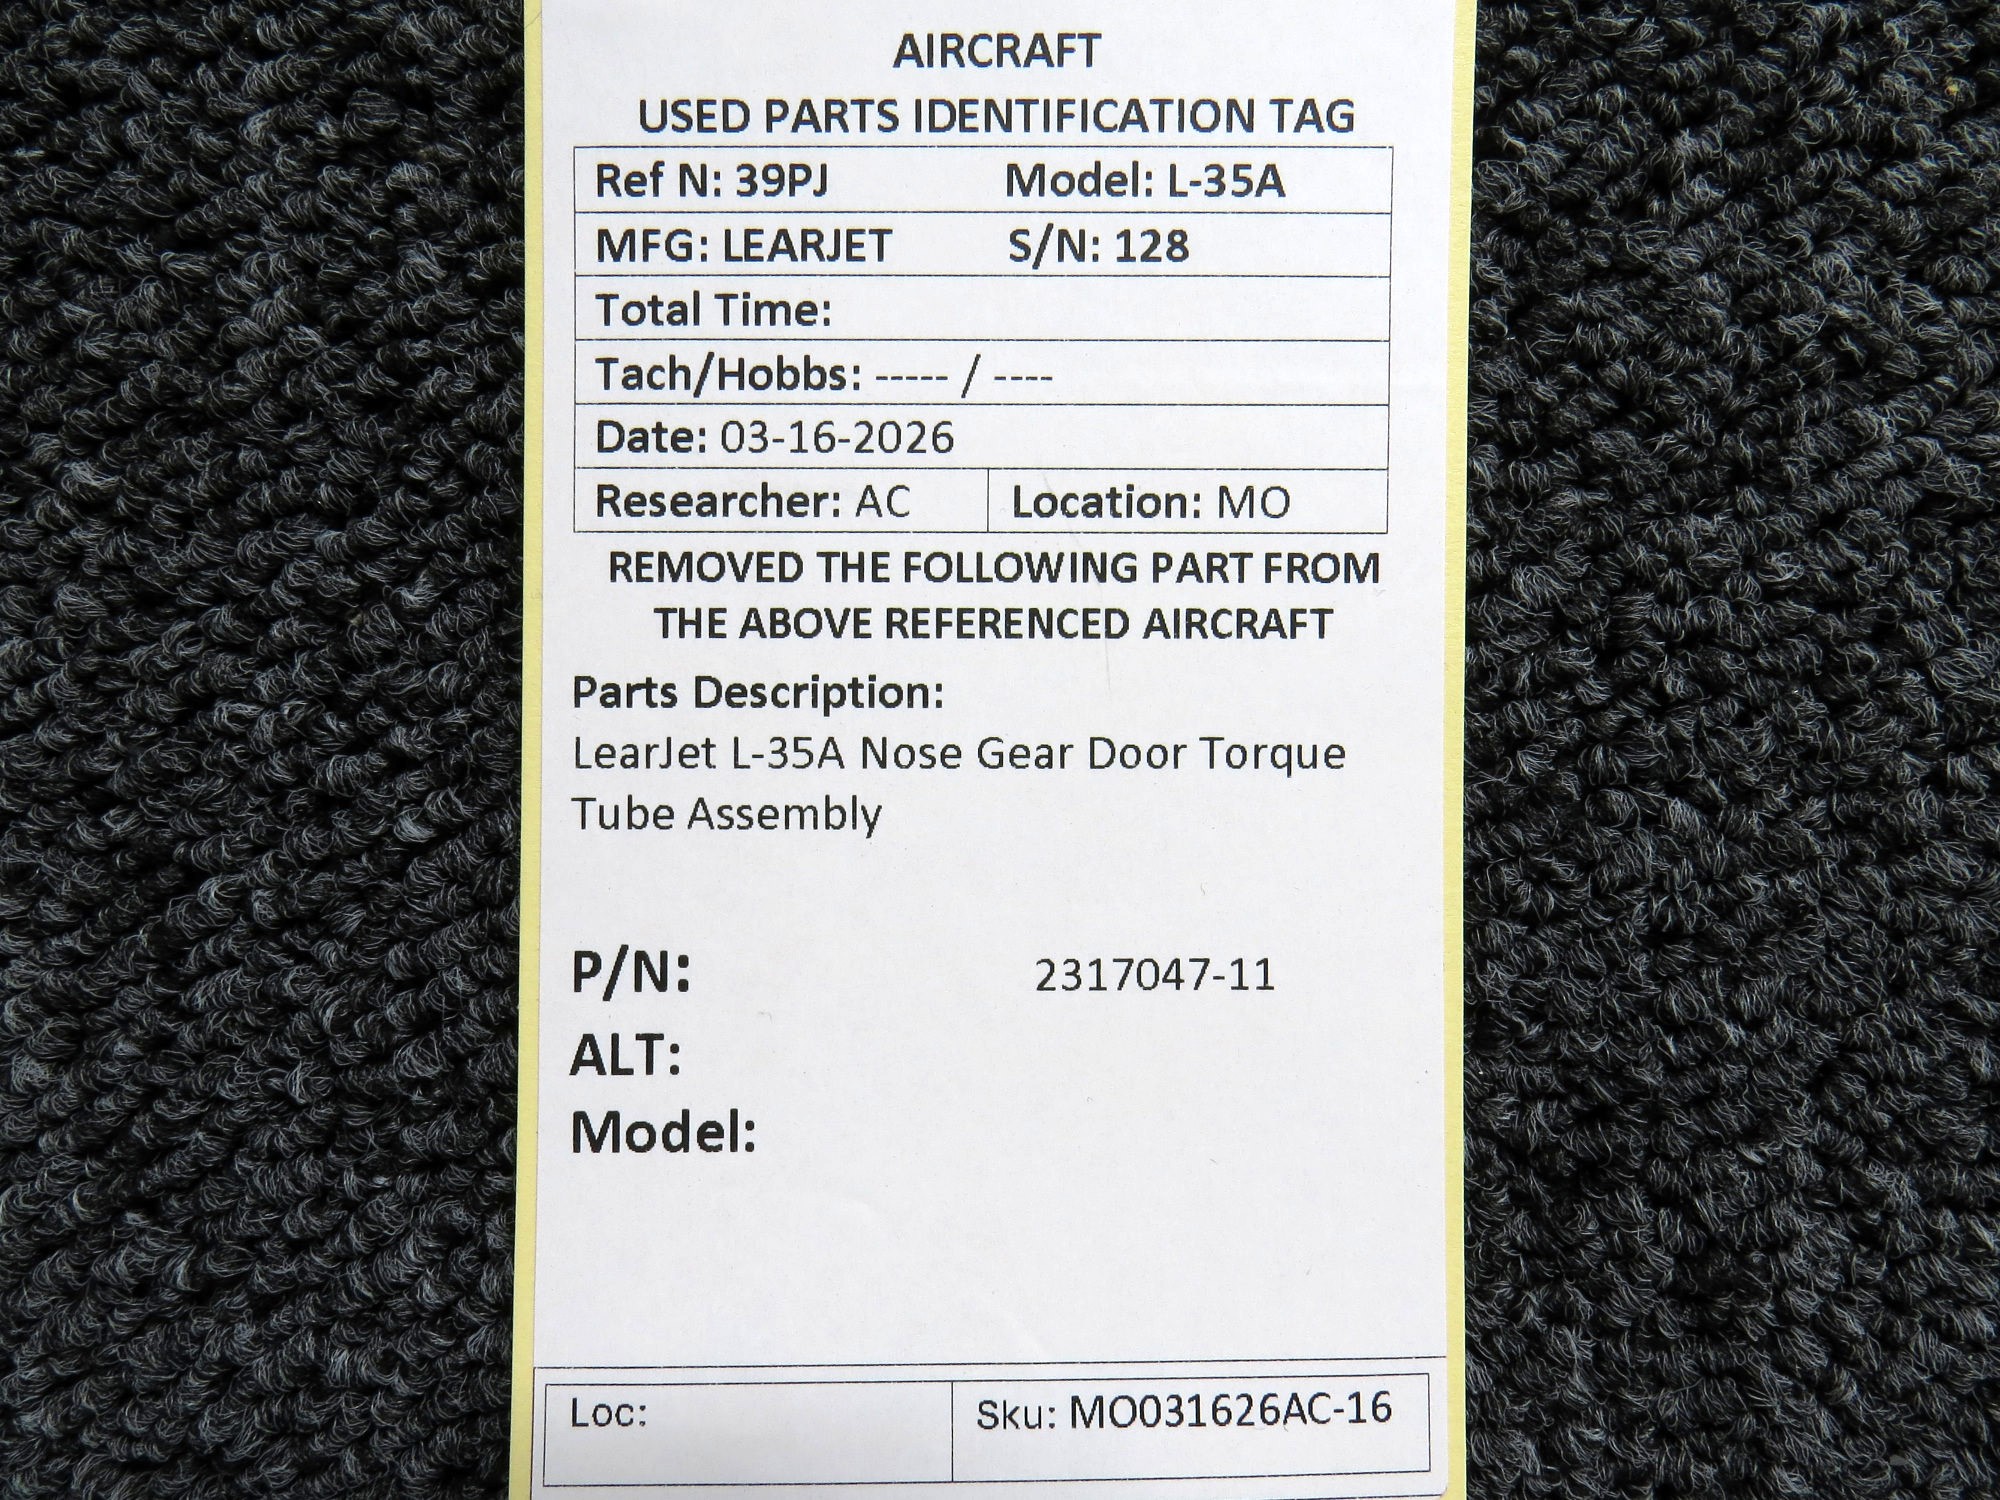 AIRCRAFT
USED PARTS IDENTIFICATION TAG
Ref N: 39PJ Model: L-35A
MFG: LEARJET S/N: 128
Total Time:
Tach/Hobbs: ----- / ----
Date: 03-16-2026
Researcher: AC Location: MO
REMOVED THE FOLLOWING PART FROM
THE ABOVE REFERENCED AIRCRAFT
Parts Description:
LearJet L-35A Nose Gear Door Torque
Tube Assembly
P/N: 2317047-11
ALT:
Model:
Loc: Sku: MO031626AC-16